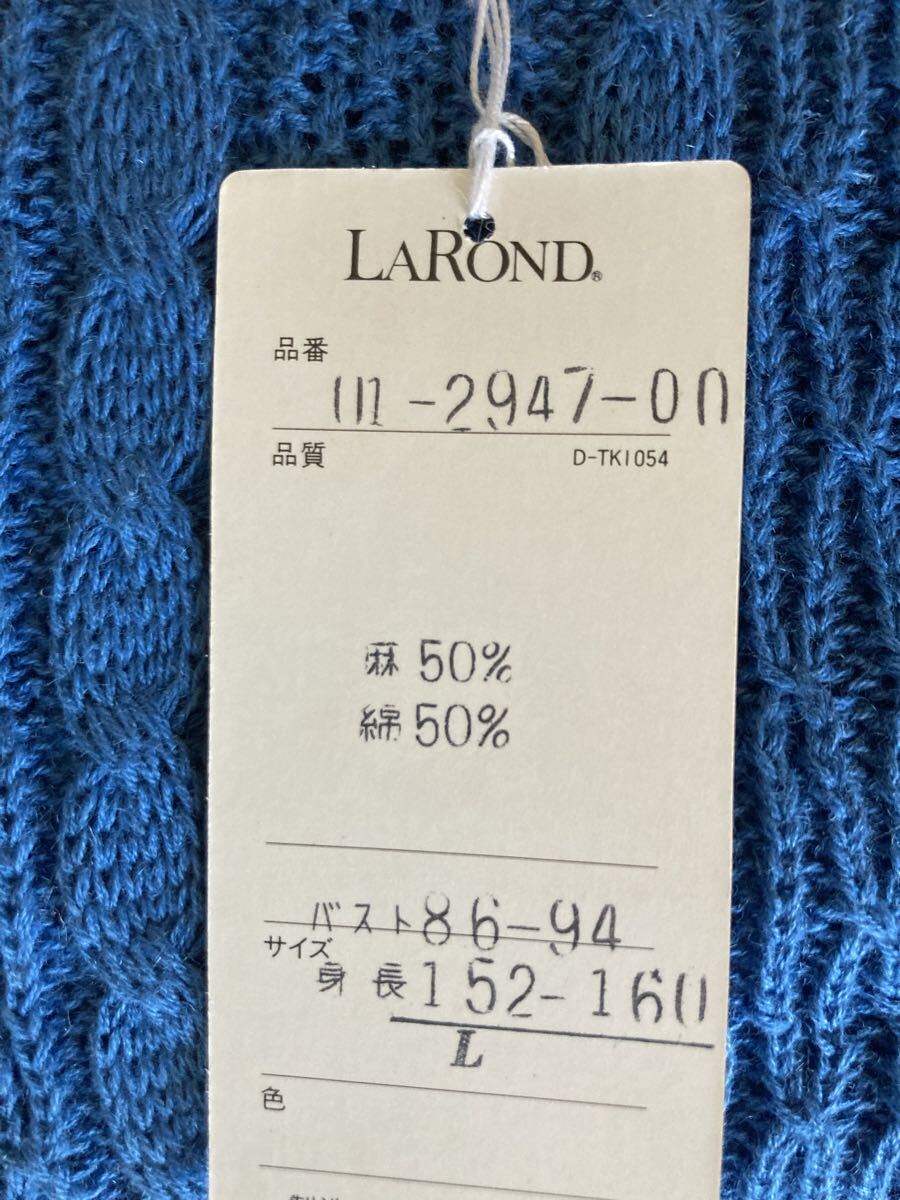 LAROND®
品番
111-2947-00
品質 D-TK1054
麻 50%
綿 50%
バスト 86-94
サイズ
身長 152-160
L
色